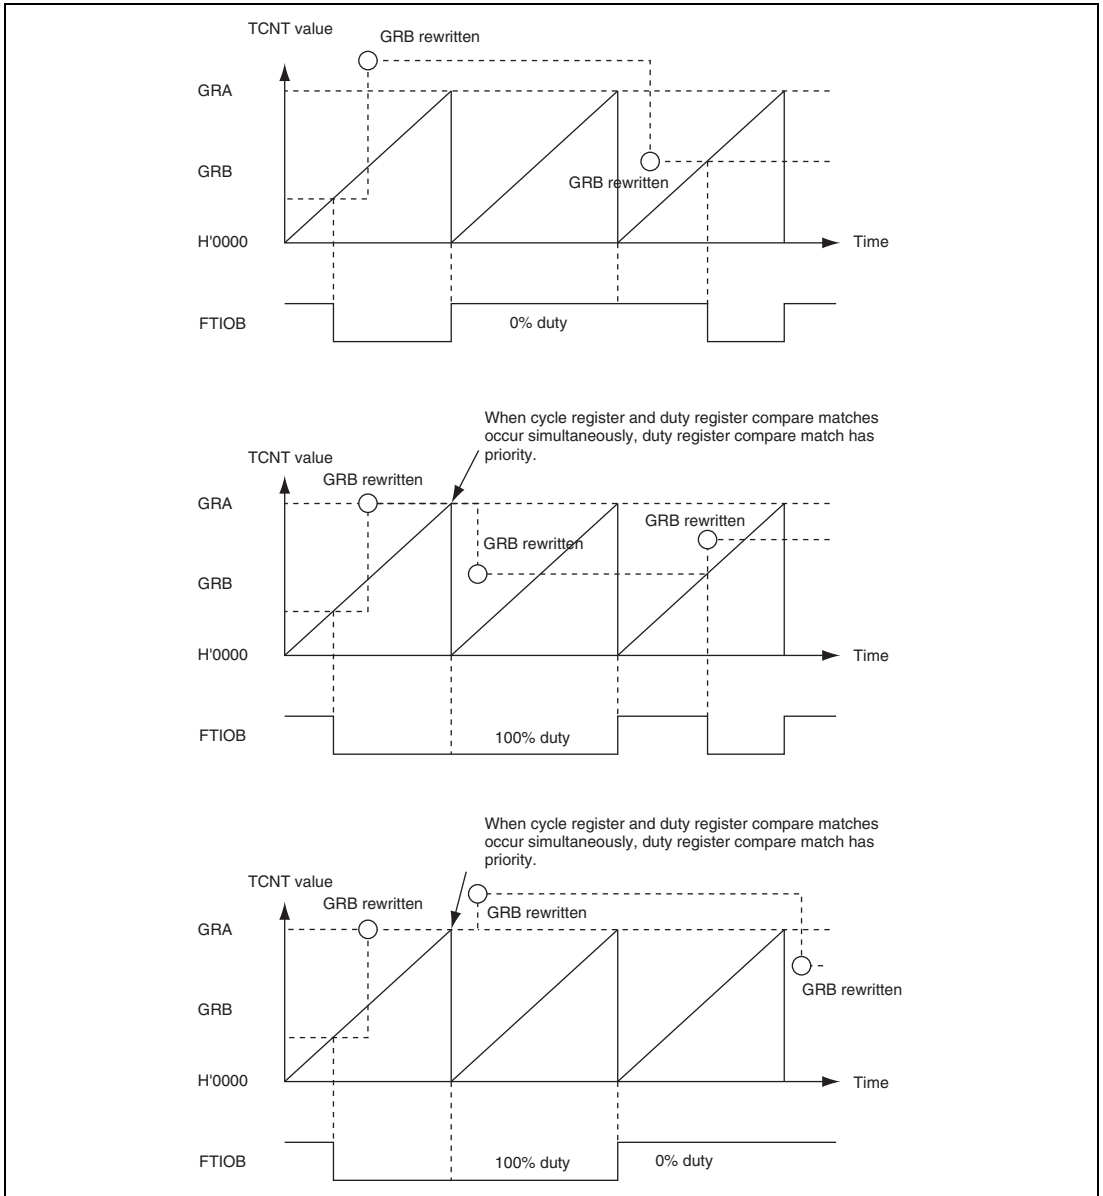 TCNT value
GRB rewritten
GRA
GRB
GRB rewritten
H'0000
Time
FTIOB
0% duty
When cycle register and duty register compare matches
occur simultaneously, duty register compare match has
priority.
TCNT value
GRB rewritten
GRA
GRB rewritten
GRB rewritten
GRB
H'0000
Time
FTIOB
100% duty
When cycle register and duty register compare matches
occur simultaneously, duty register compare match has
priority.
TCNT value
GRB rewritten
GRB rewritten
GRA
GRB rewritten
GRB
H'0000
Time
FTIOB
100% duty
0% duty